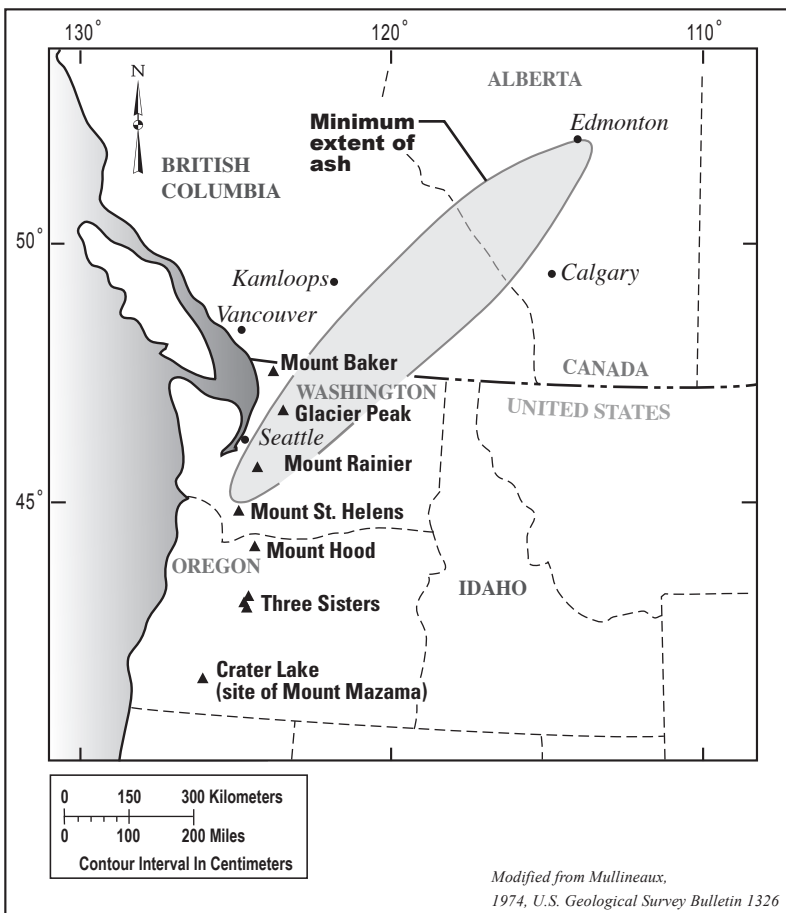 130°
120°
110°
N
ALBERTA
Minimum
extent of
ash
Edmonton
BRITISH
COLUMBIA
50°
Kamloops
Calgary
Vancouver
Mount Baker
CANADA
WASHINGTON
UNITED STATES
Glacier Peak
Seattle
Mount Rainier
45°
Mount St. Helens
Mount Hood
OREGON
IDAHO
Three Sisters
Crater Lake
(site of Mount Mazama)
0 150 300 Kilometers
0 100 200 Miles
Contour Interval In Centimeters
Modified from Mullineaux,
1974, U.S. Geological Survey Bulletin 1326